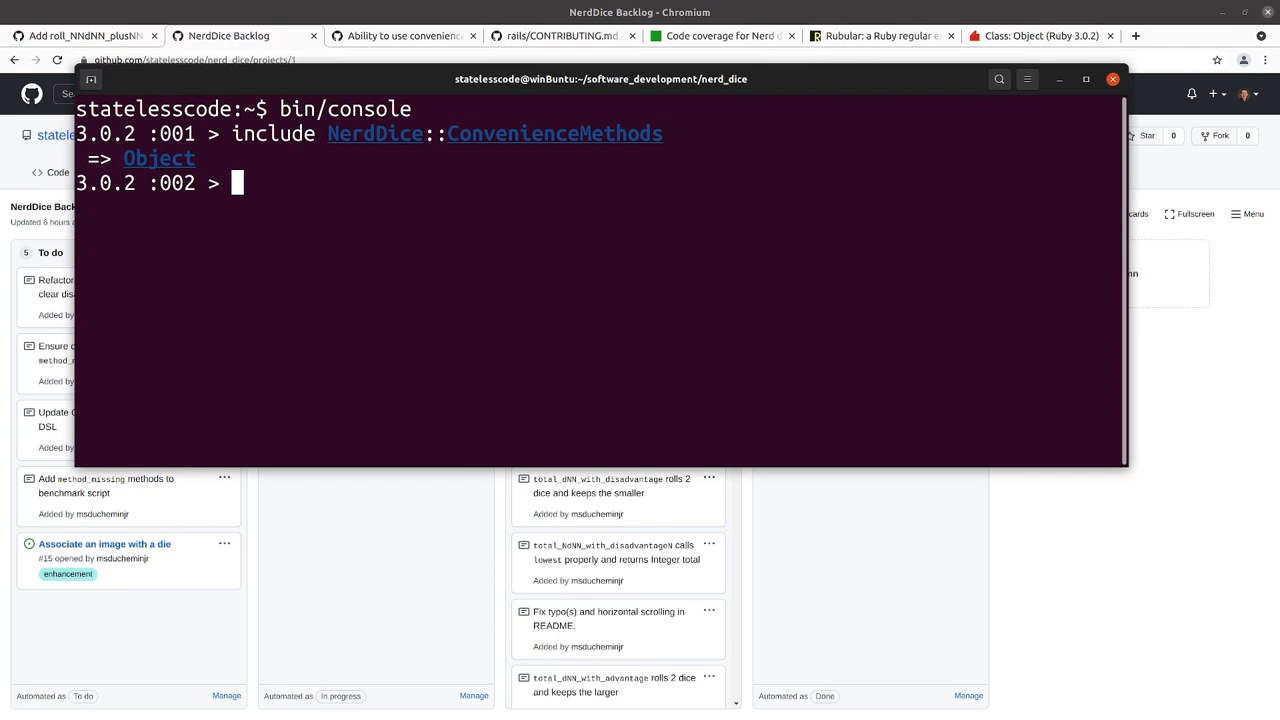 NerdDice Backlog - Chromium
Add roll_NNdNN_plusNN
NerdDice Backlog
Ability to use convenienc
rails/CONTRIBUTING.md
Code coverage for Nerd d
Rubular: a Ruby regular e
Class: Object (Ruby 3.0.2)
github.com/statelesscode/nerd_dice/projects/1
statelesscode@winBuntu:~/software_development/nerd_dice
statelesscode:~$ bin/console
3.0.2 :001 > include NerdDice::ConvenienceMethods
=> Object
3.0.2 :002 >
Se
statele
Star 0
Fork 0
Code
NerdDice Back
Updated 6 hours a
cards
Fullscreen
Menu
5 To do
Refactor
clear disa
Added by
Ensure c
method_m
Added by
Update C
DSL
Added by
Add method_missing methods to
benchmark script
Added by msducheminjr
Associate an image with a die
#15 opened by msducheminjr
enhancement
Automated as To do Manage
Automated as In progress Manage
total_dNN_with_disadvantage rolls 2
dice and keeps the smaller
Added by msducheminjr
total_NdNN_with_disadvantageN calls
lowest properly and returns Integer total
Added by msducheminjr
Fix typo(s) and horizontal scrolling in
README.
Added by msducheminjr
total_dNN_with_advantage rolls 2 dice
and keeps the larger
Automated as Done Manage
mn